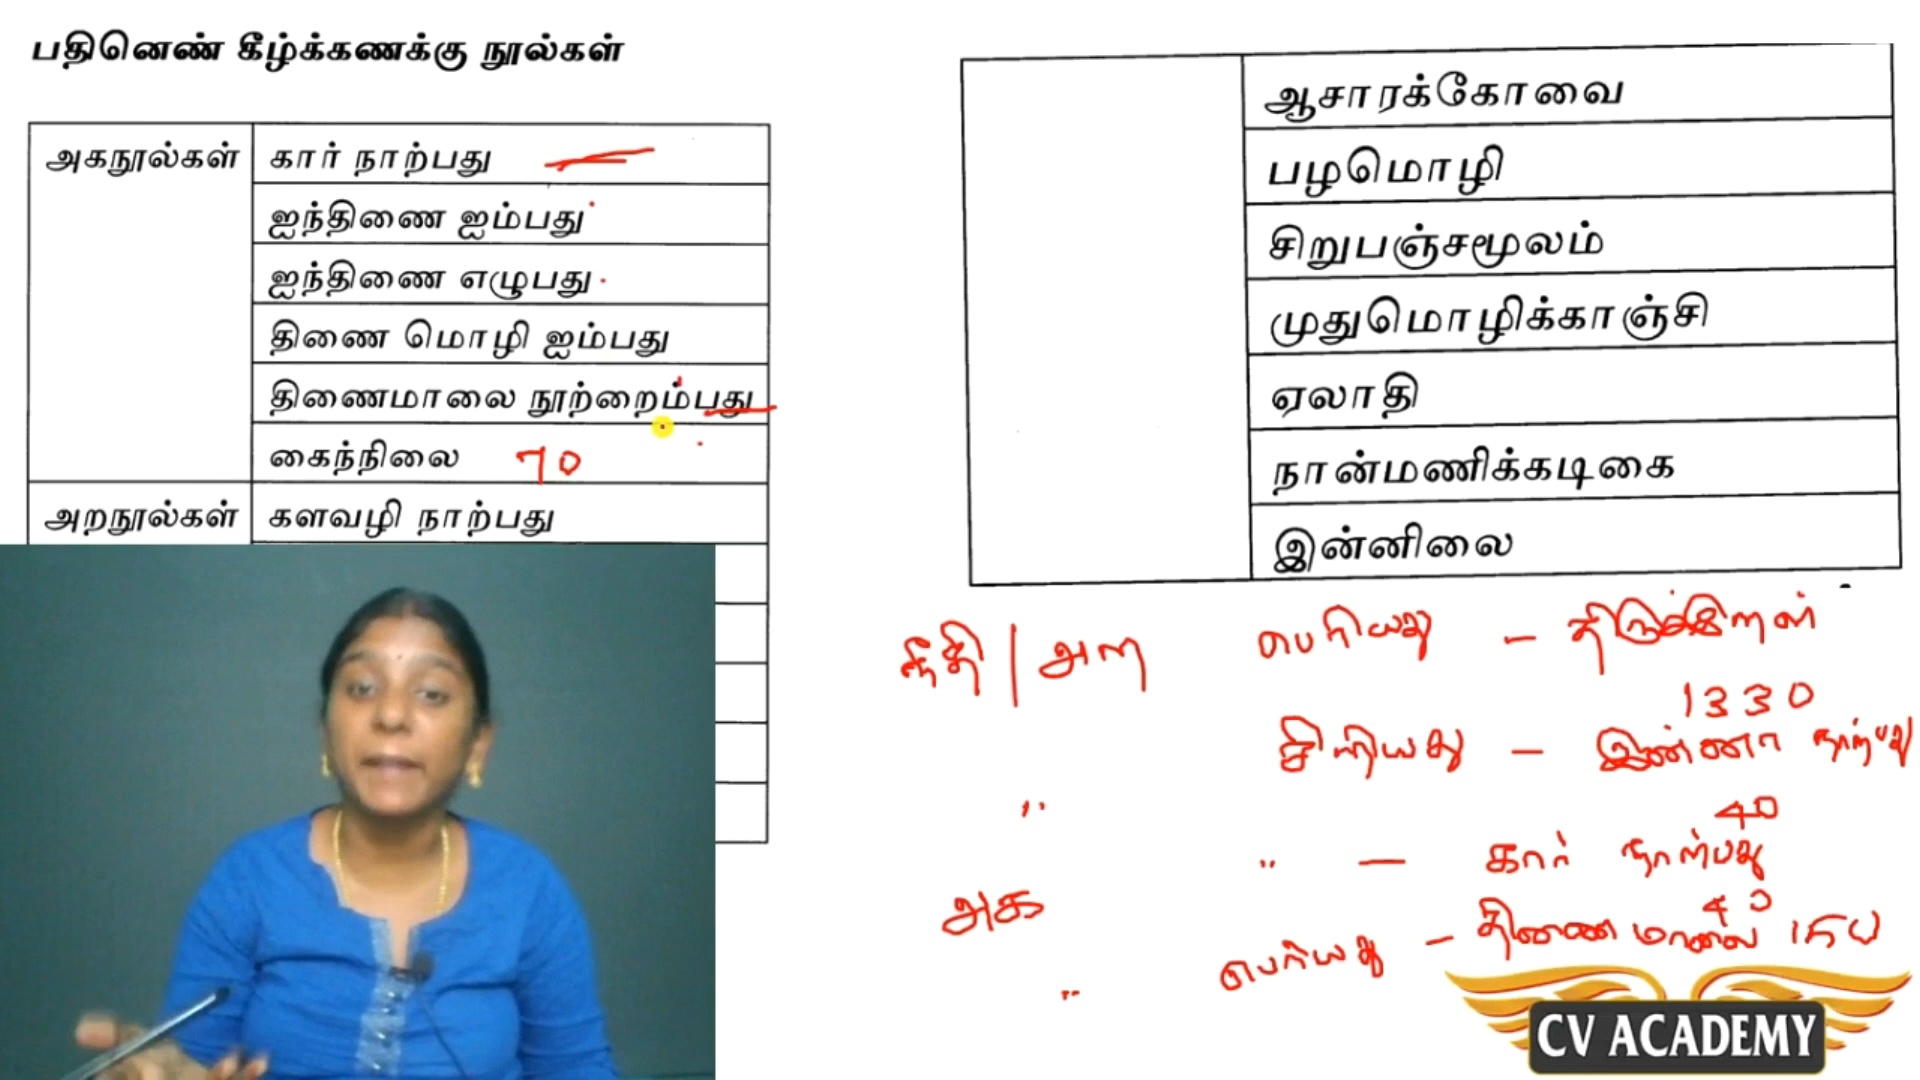 பதினெண் கீழ்க்கணக்கு நூல்கள்
அகநூல்கள்
கார் நாற்பது
ஐந்திணை ஐம்பது
ஐந்திணை எழுபது
திணை மொழி ஐம்பது
திணைமாலை நூற்றைம்பது
கைந்நிலை 70
அறநூல்கள்
களவழி நாற்பது
ஆசாரக்கோவை
பழமொழி
சிறுபஞ்சமூலம்
முதுமொழிக்காஞ்சி
ஏலாதி
நான்மணிக்கடிகை
இன்னிலை
நீதி | அற பெரியது - திருக்குறள்
1330
சிறியது - இன்னா நாற்பது
40
" " - கார் நாற்பது
40
அக
" பெரியது - திணை மாலை 150
CV ACADEMY